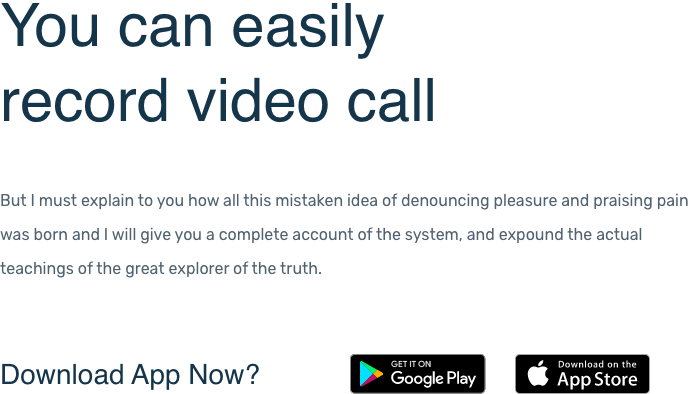 You can easily
record video call
But I must explain to you how all this mistaken idea of denouncing pleasure and praising pain
was born and I will give you a complete account of the system, and expound the actual
teachings of the great explorer of the truth.
Download App Now?
GET IT ON
Google Play
Download on the
App Store